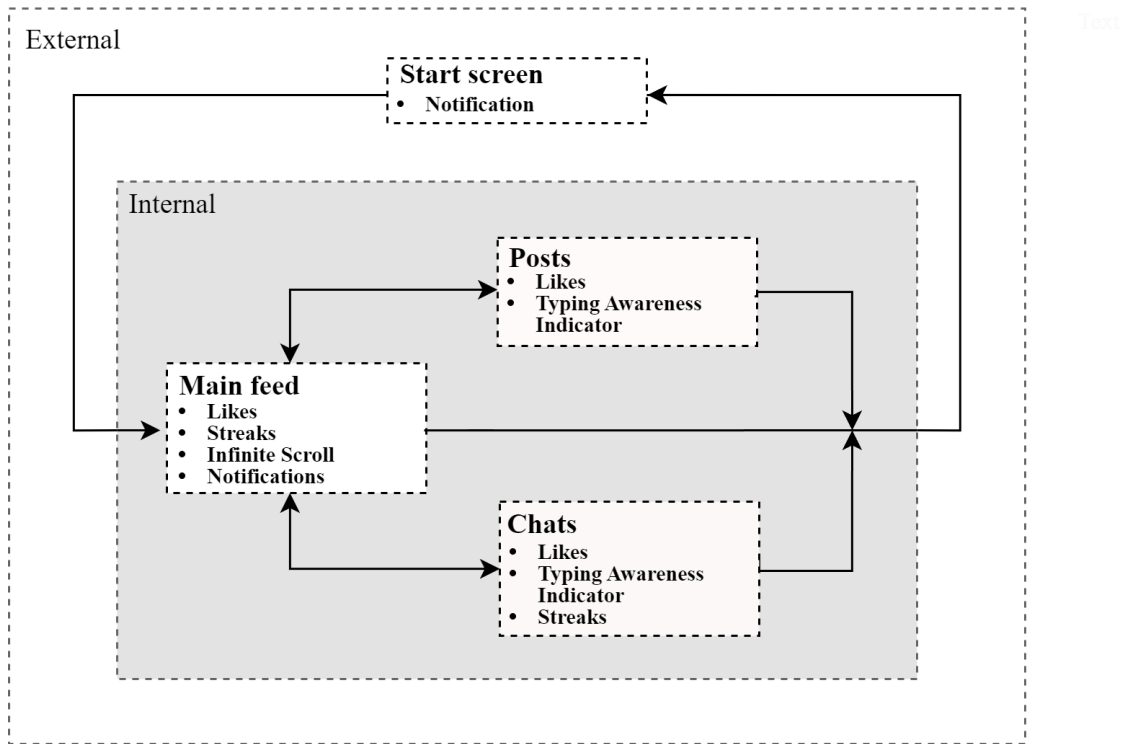 External
Text
Start screen
• Notification
Internal
Posts
• Likes
• Typing Awareness
Indicator
Main feed
• Likes
• Streaks
• Infinite Scroll
• Notifications
Chats
• Likes
• Typing Awareness
Indicator
• Streaks